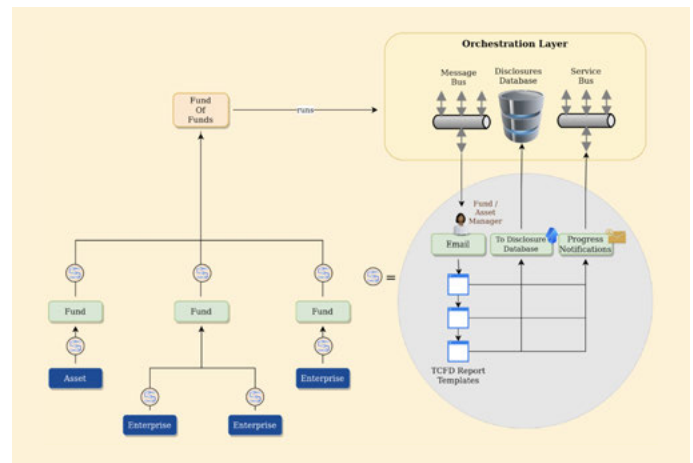 Orchestration Layer
Message
Bus
Disclosures
Database
Service
Bus
Fund
Of
Funds
runs
Fund /
Asset
Manager
Email
To Disclosure
Database
Progress
Notifications
=
Fund
Fund
Fund
Asset
Enterprise
Enterprise
Enterprise
TCFD Report
Templates